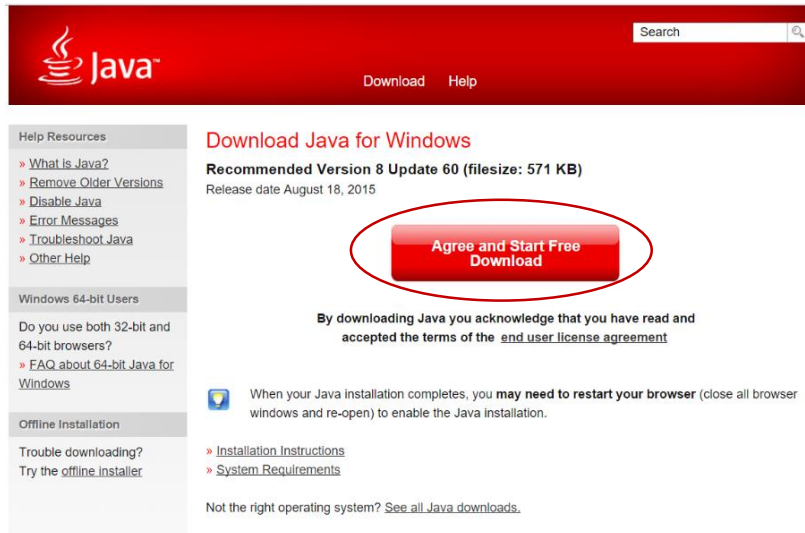 Search
Java™
Download Help
Help Resources
» What is Java?
» Remove Older Versions
» Disable Java
» Error Messages
» Troubleshoot Java
» Other Help
Windows 64-bit Users
Do you use both 32-bit and
64-bit browsers?
» FAQ about 64-bit Java for
Windows
Offline Installation
Trouble downloading?
Try the offline installer
Download Java for Windows
Recommended Version 8 Update 60 (filesize: 571 KB)
Release date August 18, 2015
Agree and Start Free
Download
By downloading Java you acknowledge that you have read and
accepted the terms of the end user license agreement
When your Java installation completes, you may need to restart your browser (close all browser
windows and re-open) to enable the Java installation.
» Installation Instructions
» System Requirements
Not the right operating system? See all Java downloads.